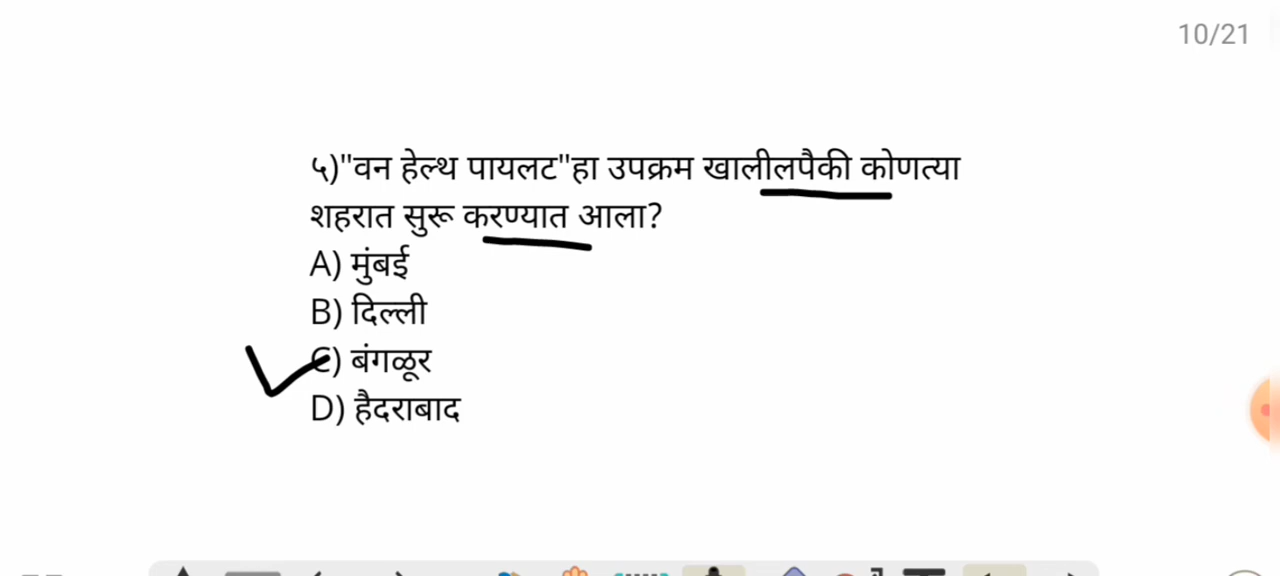 10/21
५)"वन हेल्थ पायलट"हा उपक्रम खालीलपैकी कोणत्या
शहरात सुरू करण्यात आला?
A) मुंबई
B) दिल्ली
C) बंगळूर
D) हैदराबाद